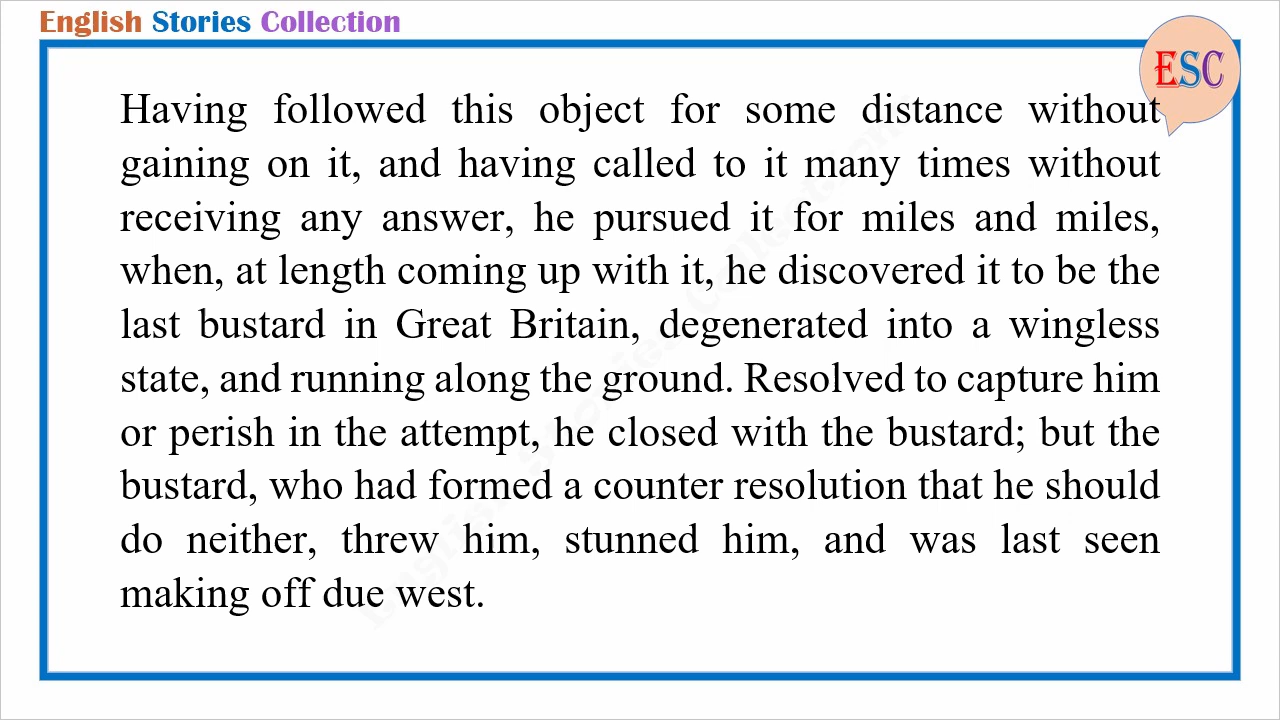 English Stories Collection
ESC
Having followed this object for some distance without
gaining on it, and having called to it many times without
receiving any answer, he pursued it for miles and miles,
when, at length coming up with it, he discovered it to be the
last bustard in Great Britain, degenerated into a wingless
state, and running along the ground. Resolved to capture him
or perish in the attempt, he closed with the bustard; but the
bustard, who had formed a counter resolution that he should
do neither, threw him, stunned him, and was last seen
making off due west.
English Stories Collection